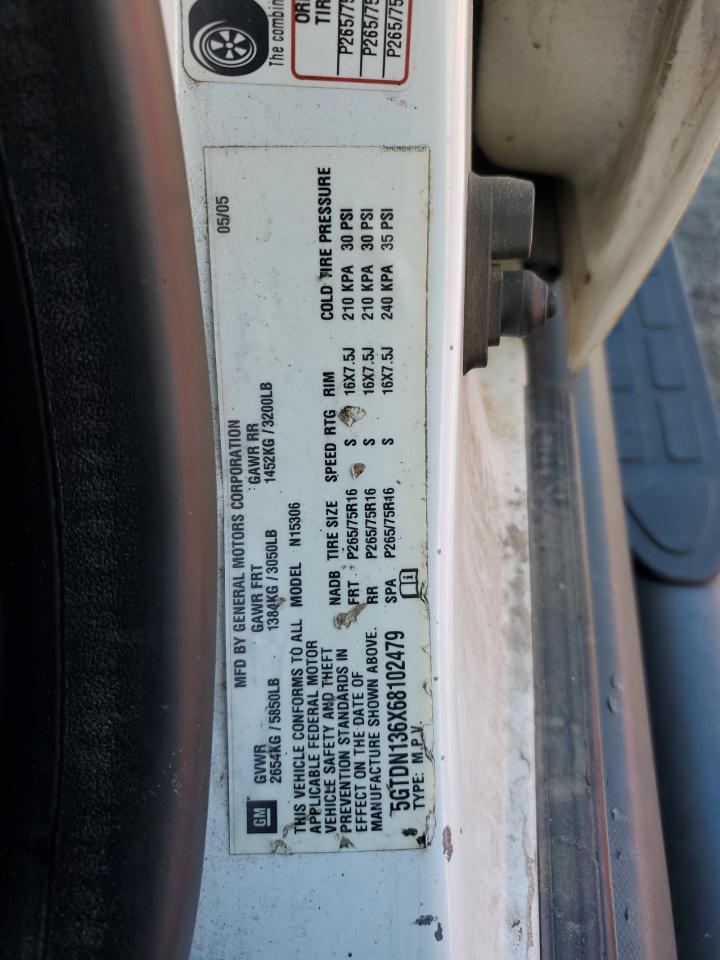 The combin
ORI
TIR
P265/75
P265/75
P265/75
MFD BY GENERAL MOTORS CORPORATION 05/05
GM
GVWR GAWR FRT GAWR RR
2654KG / 5850LB 1384KG / 3050LB 1452KG / 3200LB
THIS VEHICLE CONFORMS TO ALL
APPLICABLE FEDERAL MOTOR
VEHICLE SAFETY AND THEFT
PREVENTION STANDARDS IN
EFFECT ON THE DATE OF
MANUFACTURE SHOWN ABOVE.
5GTDN136X68102479
TYPE: M.P.V.
MODEL N15306
NADB TIRE SIZE SPEED RTG RIM COLD TIRE PRESSURE
FRT P265/75R16 S 16X7.5J 210 KPA 30 PSI
RR P265/75R16 S 16X7.5J 210 KPA 30 PSI
SPA P265/75R16 S 16X7.5J 240 KPA 35 PSI